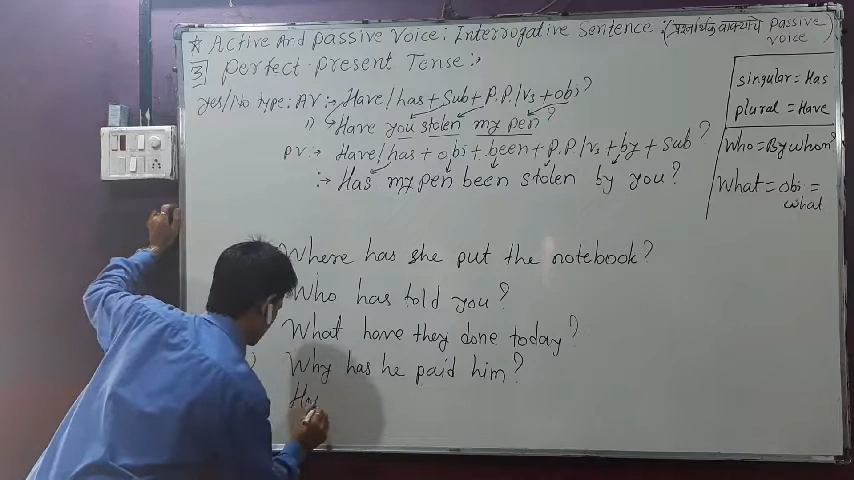 ★ Active And passive Voice: Interrogative Sentence: (प्रश्नार्थक वाक्याचे passive voice)
3] Perfect Present Tense:
yes/No type: AV: Have/has + Sub + P.P/V3 + obj?
" Have you stolen my pen?
PV: Have/has + obj + been + P.P/V3 + by + sub?
: Has my pen been stolen by you?
Where has she put the notebook?
Who has told you?
What have they done today?
Why has he paid him?
singular = Has
plural = Have
Who = By whom
What = obj = what